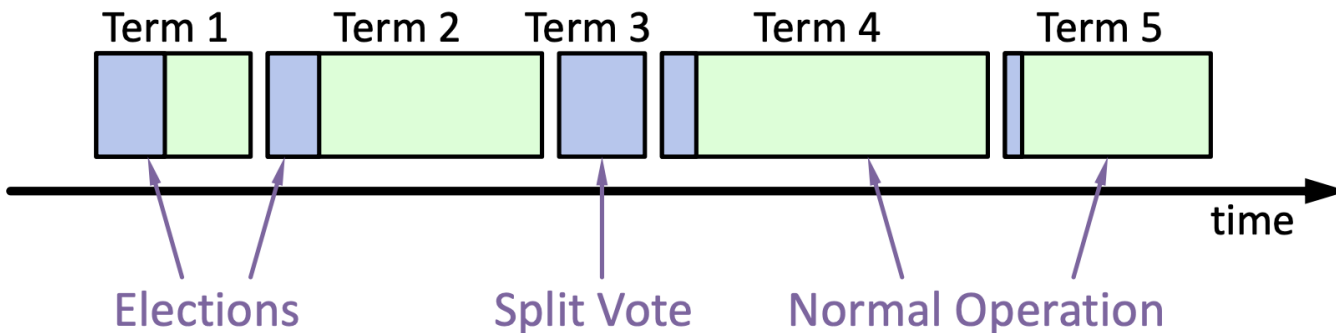 Term 1 Term 2 Term 3 Term 4 Term 5
time
Elections Split Vote Normal Operation